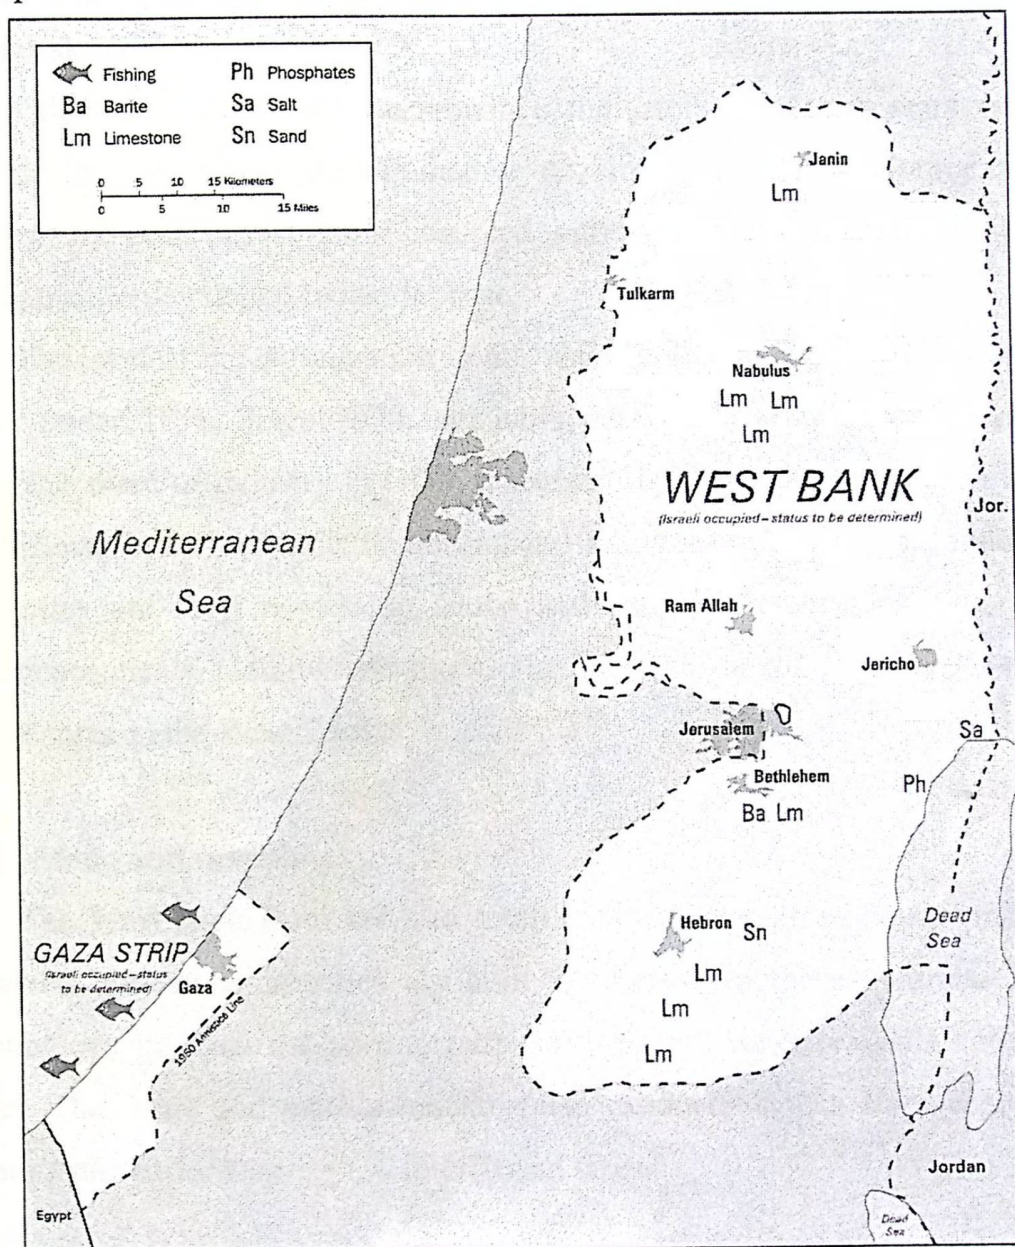 Fishing
Ba Barite
Lm Limestone
Ph Phosphates
Sa Salt
Sn Sand
0 5 10 15 Kilometers
0 5 10 15 Miles
Janin
Lm
Tulkarm
Nabulus
Lm Lm
Lm
WEST BANK
(Israeli occupied–status to be determined)
Jor.
Mediterranean
Sea
Ram Allah
Jericho
Jerusalem
Sa
Bethlehem
Ph
Ba Lm
Dead
Sea
Hebron
Sn
Lm
Lm
Lm
GAZA STRIP
(Israeli occupied–status
to be determined)
Gaza
1950 Armistice Line
Egypt
Jordan
Dead
Sea